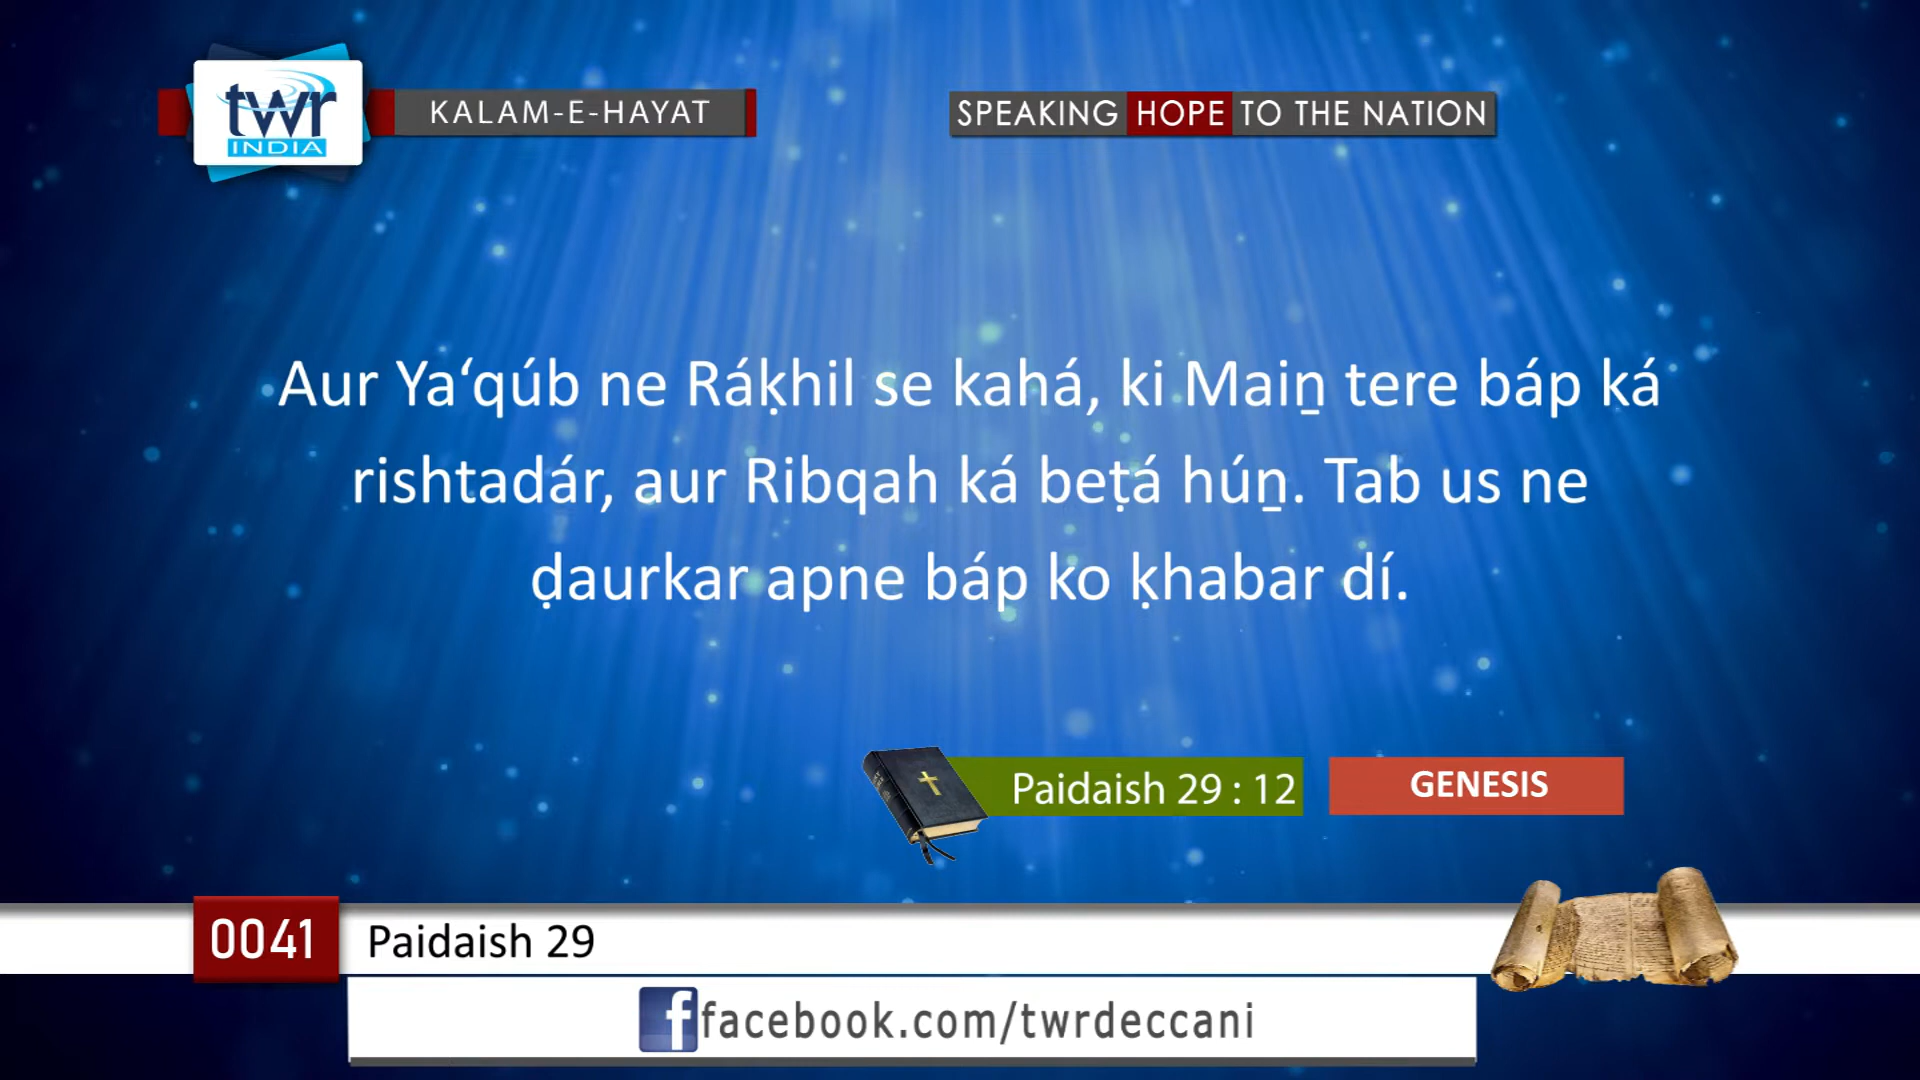 twr
INDIA
KALAM-E-HAYAT
SPEAKING HOPE TO THE NATION
Aur Ya‘qúb ne Ráḳhil se kahá, ki Maiṉ tere báp ká
rishtadár, aur Ribqah ká beṭá húṉ. Tab us ne
ḍaurkar apne báp ko ḳhabar dí.
Paidaish 29 : 12
GENESIS
0041
Paidaish 29
facebook.com/twrdeccani